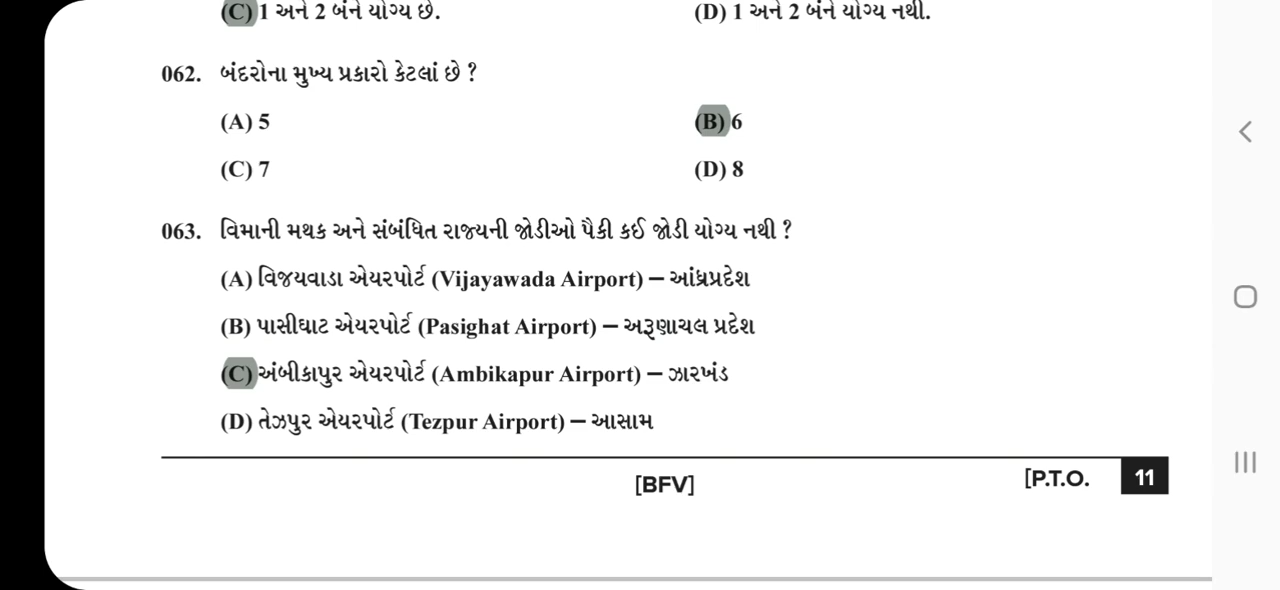 (C) 1 અને 2 બંને યોગ્ય છે. (D) 1 અને 2 બંને યોગ્ય નથી.
062. બંદરોના મુખ્ય પ્રકારો કેટલાં છે ?
(A) 5 (B) 6
(C) 7 (D) 8
063. વિમાની મથક અને સંબંધિત રાજ્યની જોડીઓ પૈકી કઈ જોડી યોગ્ય નથી ?
(A) વિજયવાડા એયરપોર્ટ (Vijayawada Airport) – આંધ્રપ્રદેશ
(B) પાસીઘાટ એયરપોર્ટ (Pasighat Airport) – અરૂણાચલ પ્રદેશ
(C) અંબીકાપુર એયરપોર્ટ (Ambikapur Airport) – ઝારખંડ
(D) તેઝપુર એયરપોર્ટ (Tezpur Airport) – આસામ
[BFV] [P.T.O. 11